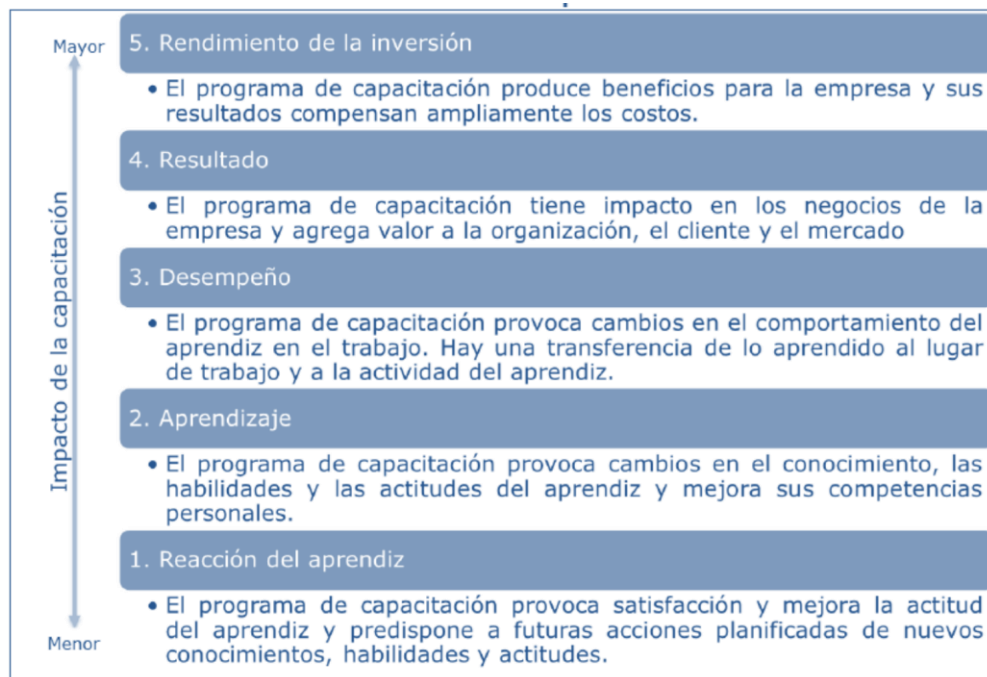 Mayor
5. Rendimiento de la inversión
• El programa de capacitación produce beneficios para la empresa y sus
resultados compensan ampliamente los costos.
4. Resultado
• El programa de capacitación tiene impacto en los negocios de la
empresa y agrega valor a la organización, el cliente y el mercado
3. Desempeño
• El programa de capacitación provoca cambios en el comportamiento del
aprendiz en el trabajo. Hay una transferencia de lo aprendido al lugar
de trabajo y a la actividad del aprendiz.
Impacto de la capacitación
2. Aprendizaje
• El programa de capacitación provoca cambios en el conocimiento, las
habilidades y las actitudes del aprendiz y mejora sus competencias
personales.
1. Reacción del aprendiz
• El programa de capacitación provoca satisfacción y mejora la actitud
del aprendiz y predispone a futuras acciones planificadas de nuevos
conocimientos, habilidades y actitudes.
Menor